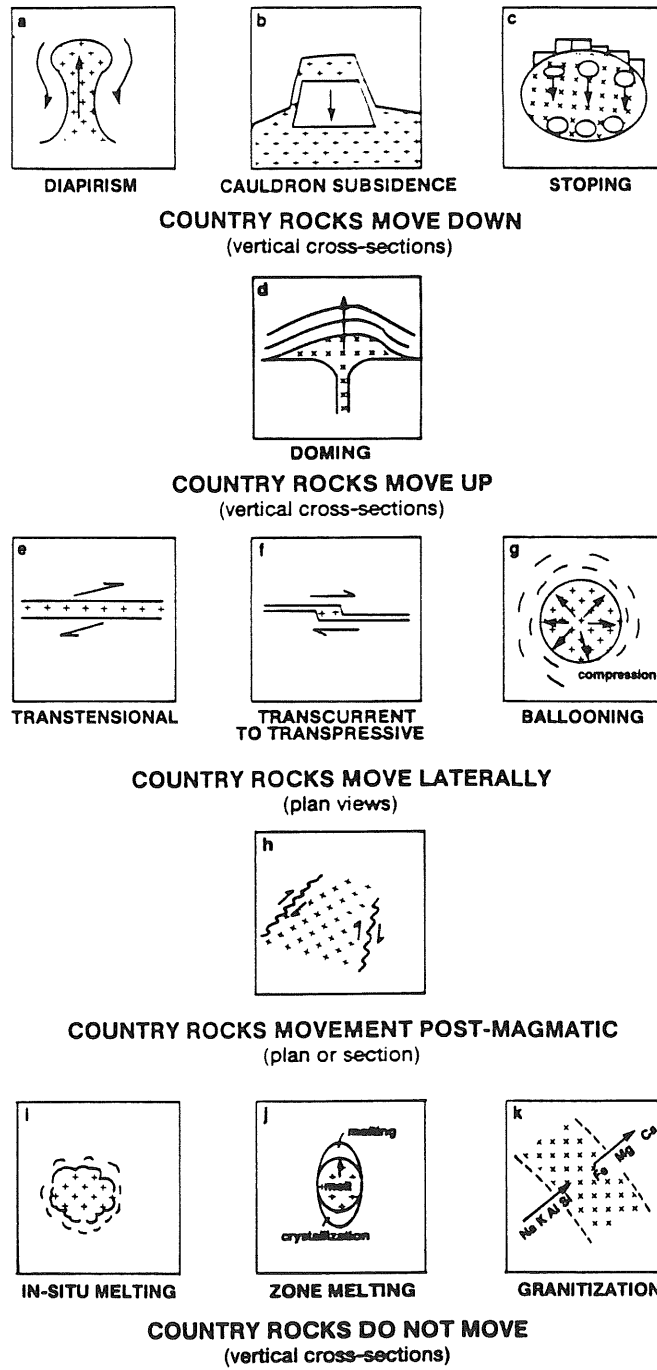 a
b
c
DIAPIRISM
CAULDRON SUBSIDENCE
STOPING
COUNTRY ROCKS MOVE DOWN
(vertical cross-sections)
d
DOMING
COUNTRY ROCKS MOVE UP
(vertical cross-sections)
e
f
g
compression
TRANSTENSIONAL
TRANSCURRENT
TO TRANSPRESSIVE
BALLOONING
COUNTRY ROCKS MOVE LATERALLY
(plan views)
h
COUNTRY ROCKS MOVEMENT POST-MAGMATIC
(plan or section)
i
j
k
melting
melt
crystallization
Na K Al Si
Fe Mg Ca
IN-SITU MELTING
ZONE MELTING
GRANITIZATION
COUNTRY ROCKS DO NOT MOVE
(vertical cross-sections)